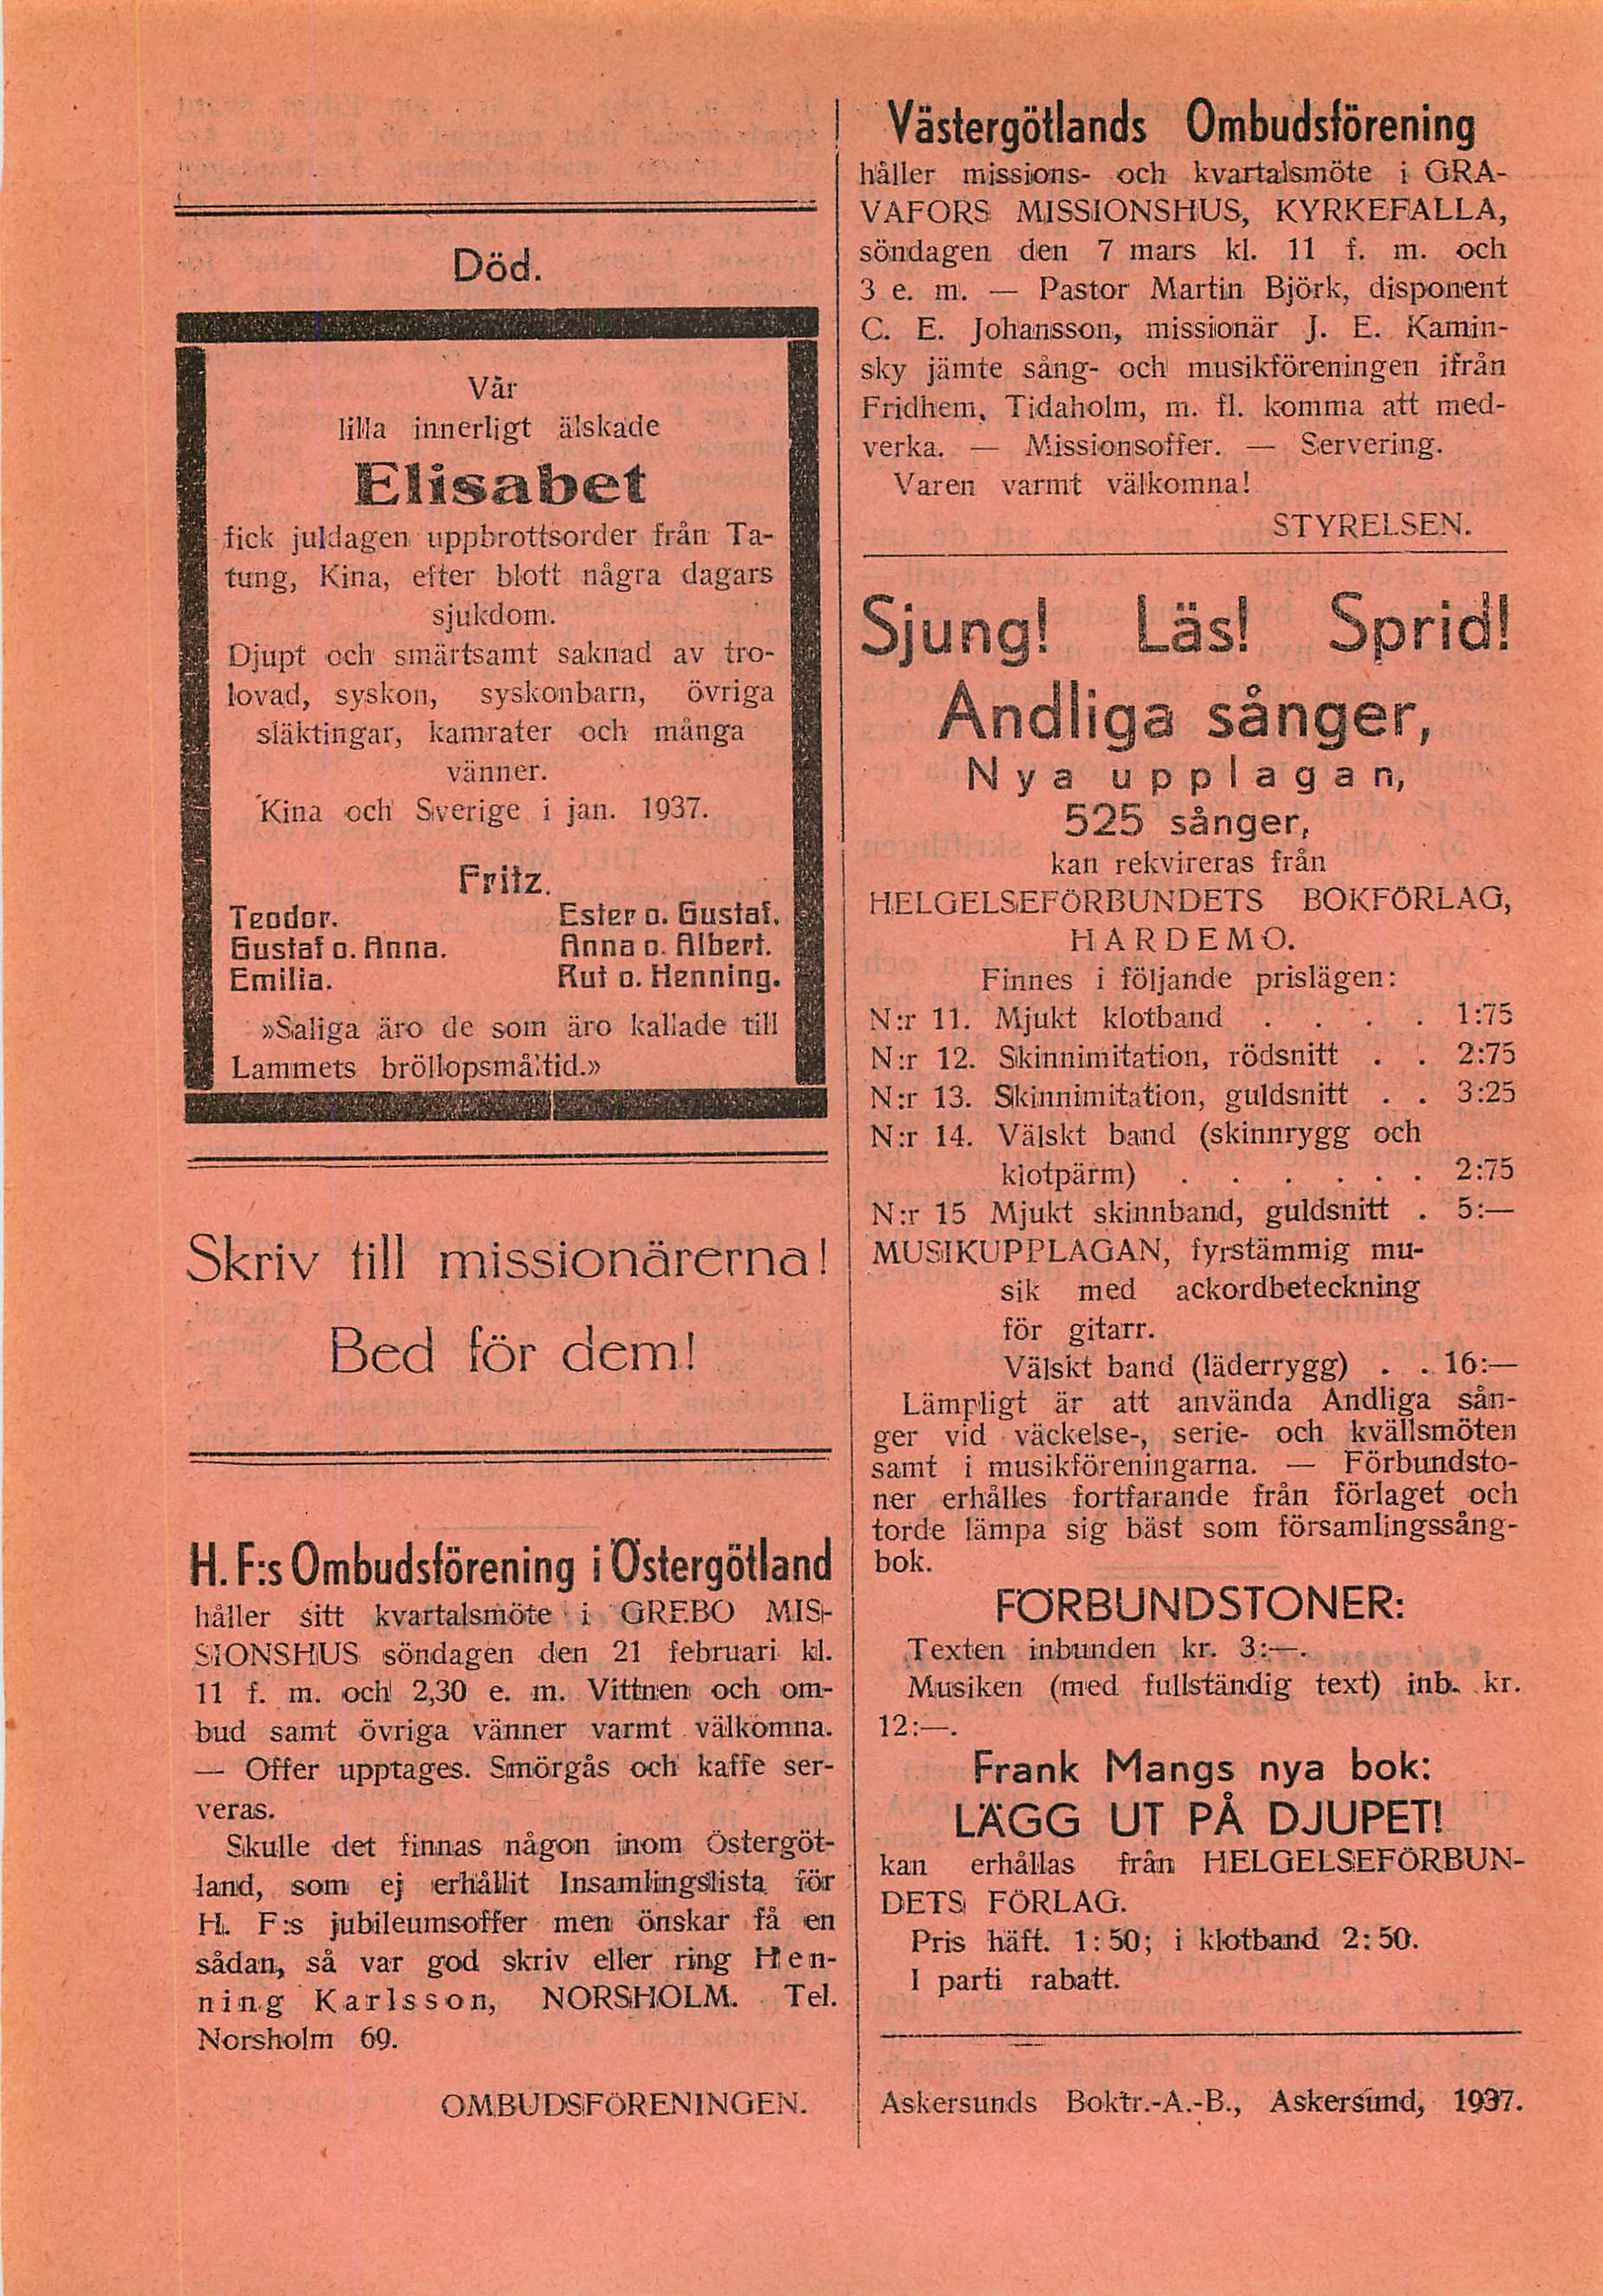 Död.
Vår
lilla innerligt älskade
Elisabet
fick juldagen uppbrottsorder från Ta-
tung, Kina, efter blott några dagars
sjukdom.
Djupt och smärtsamt saknad av tro-
lovad, syskon, syskonbarn, övriga
släktingar, kamrater och många
vänner.
Kina och Sverige i jan. 1937.
Fritz.
Teodor. Ester o. Gustaf.
Gustaf o. Anna. Anna o. Albert.
Emilia. Rut o. Henning.
»Saliga äro de som äro kallade till
Lammets bröllopsmåltid.»
Skriv till missionärerna!
Bed för dem!
H. F:s Ombudsförening i Östergötland
håller sitt kvartalsmöte i GREBO MIS-
SIONSHUS söndagen den 21 februari kl.
11 f. m. och 2,30 e. m. Vittnen och om-
bud samt övriga vänner varmt välkomna.
— Offer upptages. Smörgås och kaffe ser-
veras.
Skulle det finnas någon inom Östergöt-
land, som ej erhållit Insamlingslista för
H. F:s jubileumsoffer men önskar få en
sådan, så var god skriv eller ring Hen-
ning Karlsson, NORSHOLM. Tel.
Norsholm 69.
OMBUDSFÖRENINGEN.
Västergötlands Ombudsförening
håller missions- och kvartalsmöte i GRA-
VAFORS MISSIONSHUS, KYRKEFALLA,
söndagen den 7 mars kl. 11 f. m. och
3 e. m. — Pastor Martin Björk, disponent
C. E. Johansson, missionär J. E. Kamin-
sky jämte sång- och musikföreningen ifrån
Fridhem, Tidaholm, m. fl. komma att med-
verka. — Missionsoffer. — Servering.
Varen varmt välkomna!
STYRELSEN.
Sjung! Läs! Sprid!
Andliga sånger,
Nya upplagan,
525 sånger,
kan rekvireras från
HELGELSEFÖRBUNDETS BOKFÖRLAG,
HARDEMO.
Finnes i följande prislägen:
N:r 11. Mjukt klotband . . . . 1:75
N:r 12. Skinnimitation, rödsnitt . . 2:75
N:r 13. Skinnimitation, guldsnitt . . 3:25
N:r 14. Välskt band (skinnrygg och
klotpärm) . . . . . . 2:75
N:r 15 Mjukt skinnband, guldsnitt . 5:—
MUSIKUPPLAGAN, fyrstämmig mu-
sik med ackordbeteckning
för gitarr.
Välskt band (läderrygg) . . 16:—
Lämpligt är att använda Andliga sån-
ger vid väckelse-, serie- och kvällsmöten
samt i musikföreningarna. — Förbundsto-
ner erhålles fortfarande från förlaget och
torde lämpa sig bäst som församlingssång-
bok.
FÖRBUNDSTONER:
Texten inbunden kr. 3:—.
Musiken (med fullständig text) inb. kr.
12:—.
Frank Mangs nya bok:
LÄGG UT PÅ DJUPET!
kan erhållas från HELGELSEFÖRBUN-
DETS FÖRLAG.
Pris häft. 1:50; i klotband 2:50.
I parti rabatt.
Askersunds Boktr.-A.-B., Askersund, 1937.